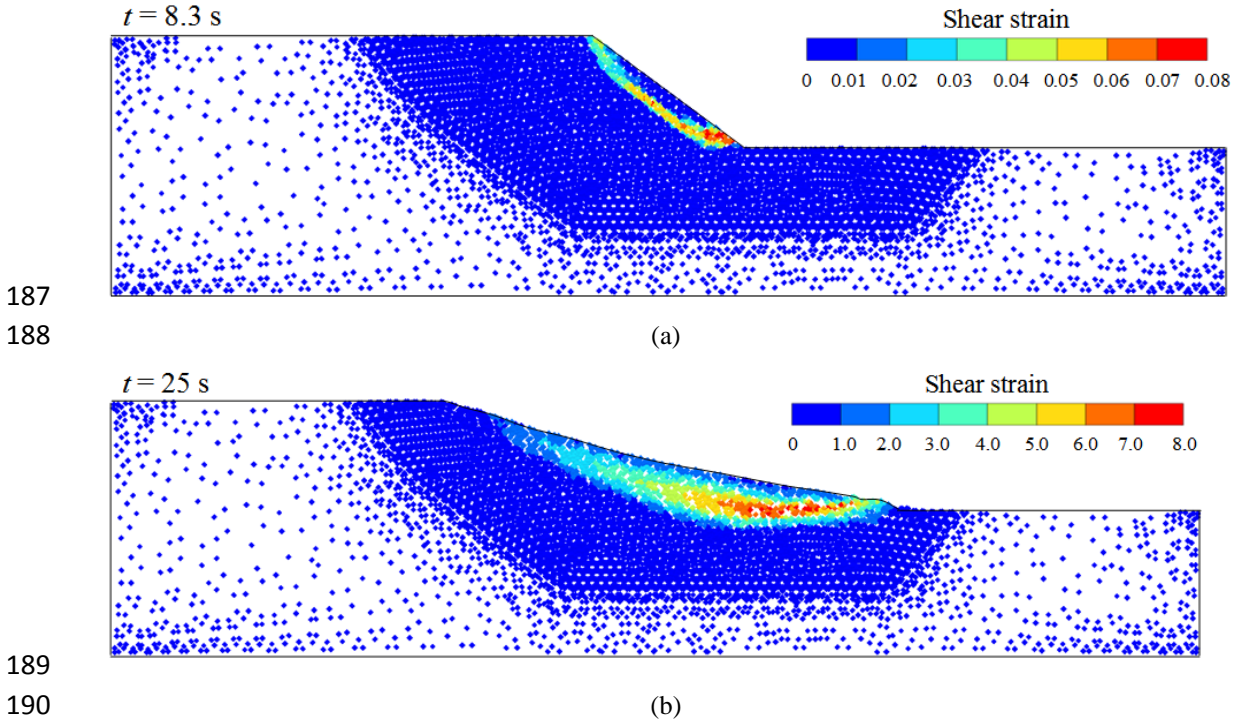 t = 8.3 s
Shear strain
0 0.01 0.02 0.03 0.04 0.05 0.06 0.07 0.08
187
188 (a)
t = 25 s
Shear strain
0 1.0 2.0 3.0 4.0 5.0 6.0 7.0 8.0
189
190 (b)